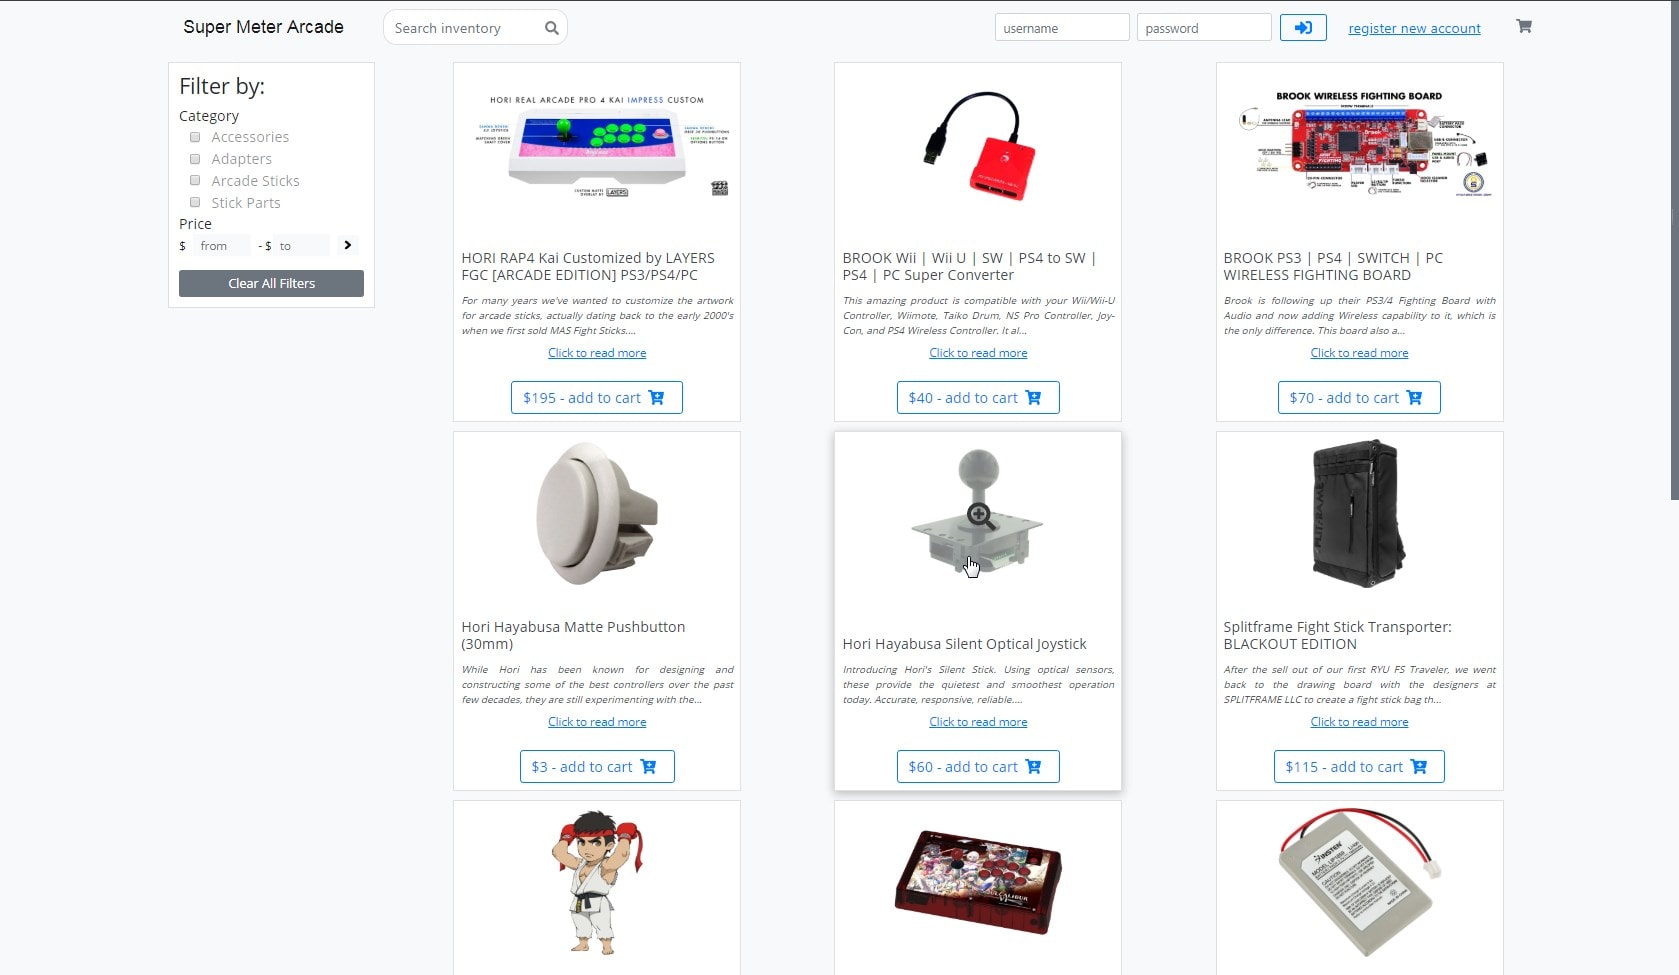 Super Meter Arcade
Search inventory
username
password
register new account
Filter by:
Category
Accessories
Adapters
Arcade Sticks
Stick Parts
Price
$ from - $ to
Clear All Filters
HORI REAL ARCADE PRO 4 KAI IMPRESS CUSTOM
LAYERS
HORI RAP4 Kai Customized by LAYERS
FGC [ARCADE EDITION] PS3/PS4/PC
For many years we've wanted to customize the artwork
for arcade sticks, actually dating back to the early 2000's
when we first sold MAS Fight Sticks....
Click to read more
$195 - add to cart
BROOK Wii | Wii U | SW | PS4 to SW |
PS4 | PC Super Converter
This amazing product is compatible with your Wii/Wii-U
Controller, Wiimote, Taiko Drum, NS Pro Controller, Joy-
Con, and PS4 Wireless Controller. It al...
Click to read more
$40 - add to cart
BROOK WIRELESS FIGHTING BOARD
BROOK PS3 | PS4 | SWITCH | PC
WIRELESS FIGHTING BOARD
Brook is following up their PS3/4 Fighting Board with
Audio and now adding Wireless capability to it, which is
the only difference. This board also a...
Click to read more
$70 - add to cart
Hori Hayabusa Matte Pushbutton
(30mm)
While Hori has been known for designing and
constructing some of the best controllers over the past
few decades, they are still experimenting with the...
Click to read more
$3 - add to cart
Hori Hayabusa Silent Optical Joystick
Introducing Hori's Silent Stick. Using optical sensors,
these provide the quietest and smoothest operation
today. Accurate, responsive, reliable....
Click to read more
$60 - add to cart
SPLITFRAME
Splitframe Fight Stick Transporter:
BLACKOUT EDITION
After the sell out of our first RYU FS Traveler, we went
back to the drawing board with the designers at
SPLITFRAME LLC to create a fight stick bag th...
Click to read more
$115 - add to cart
INSTEN